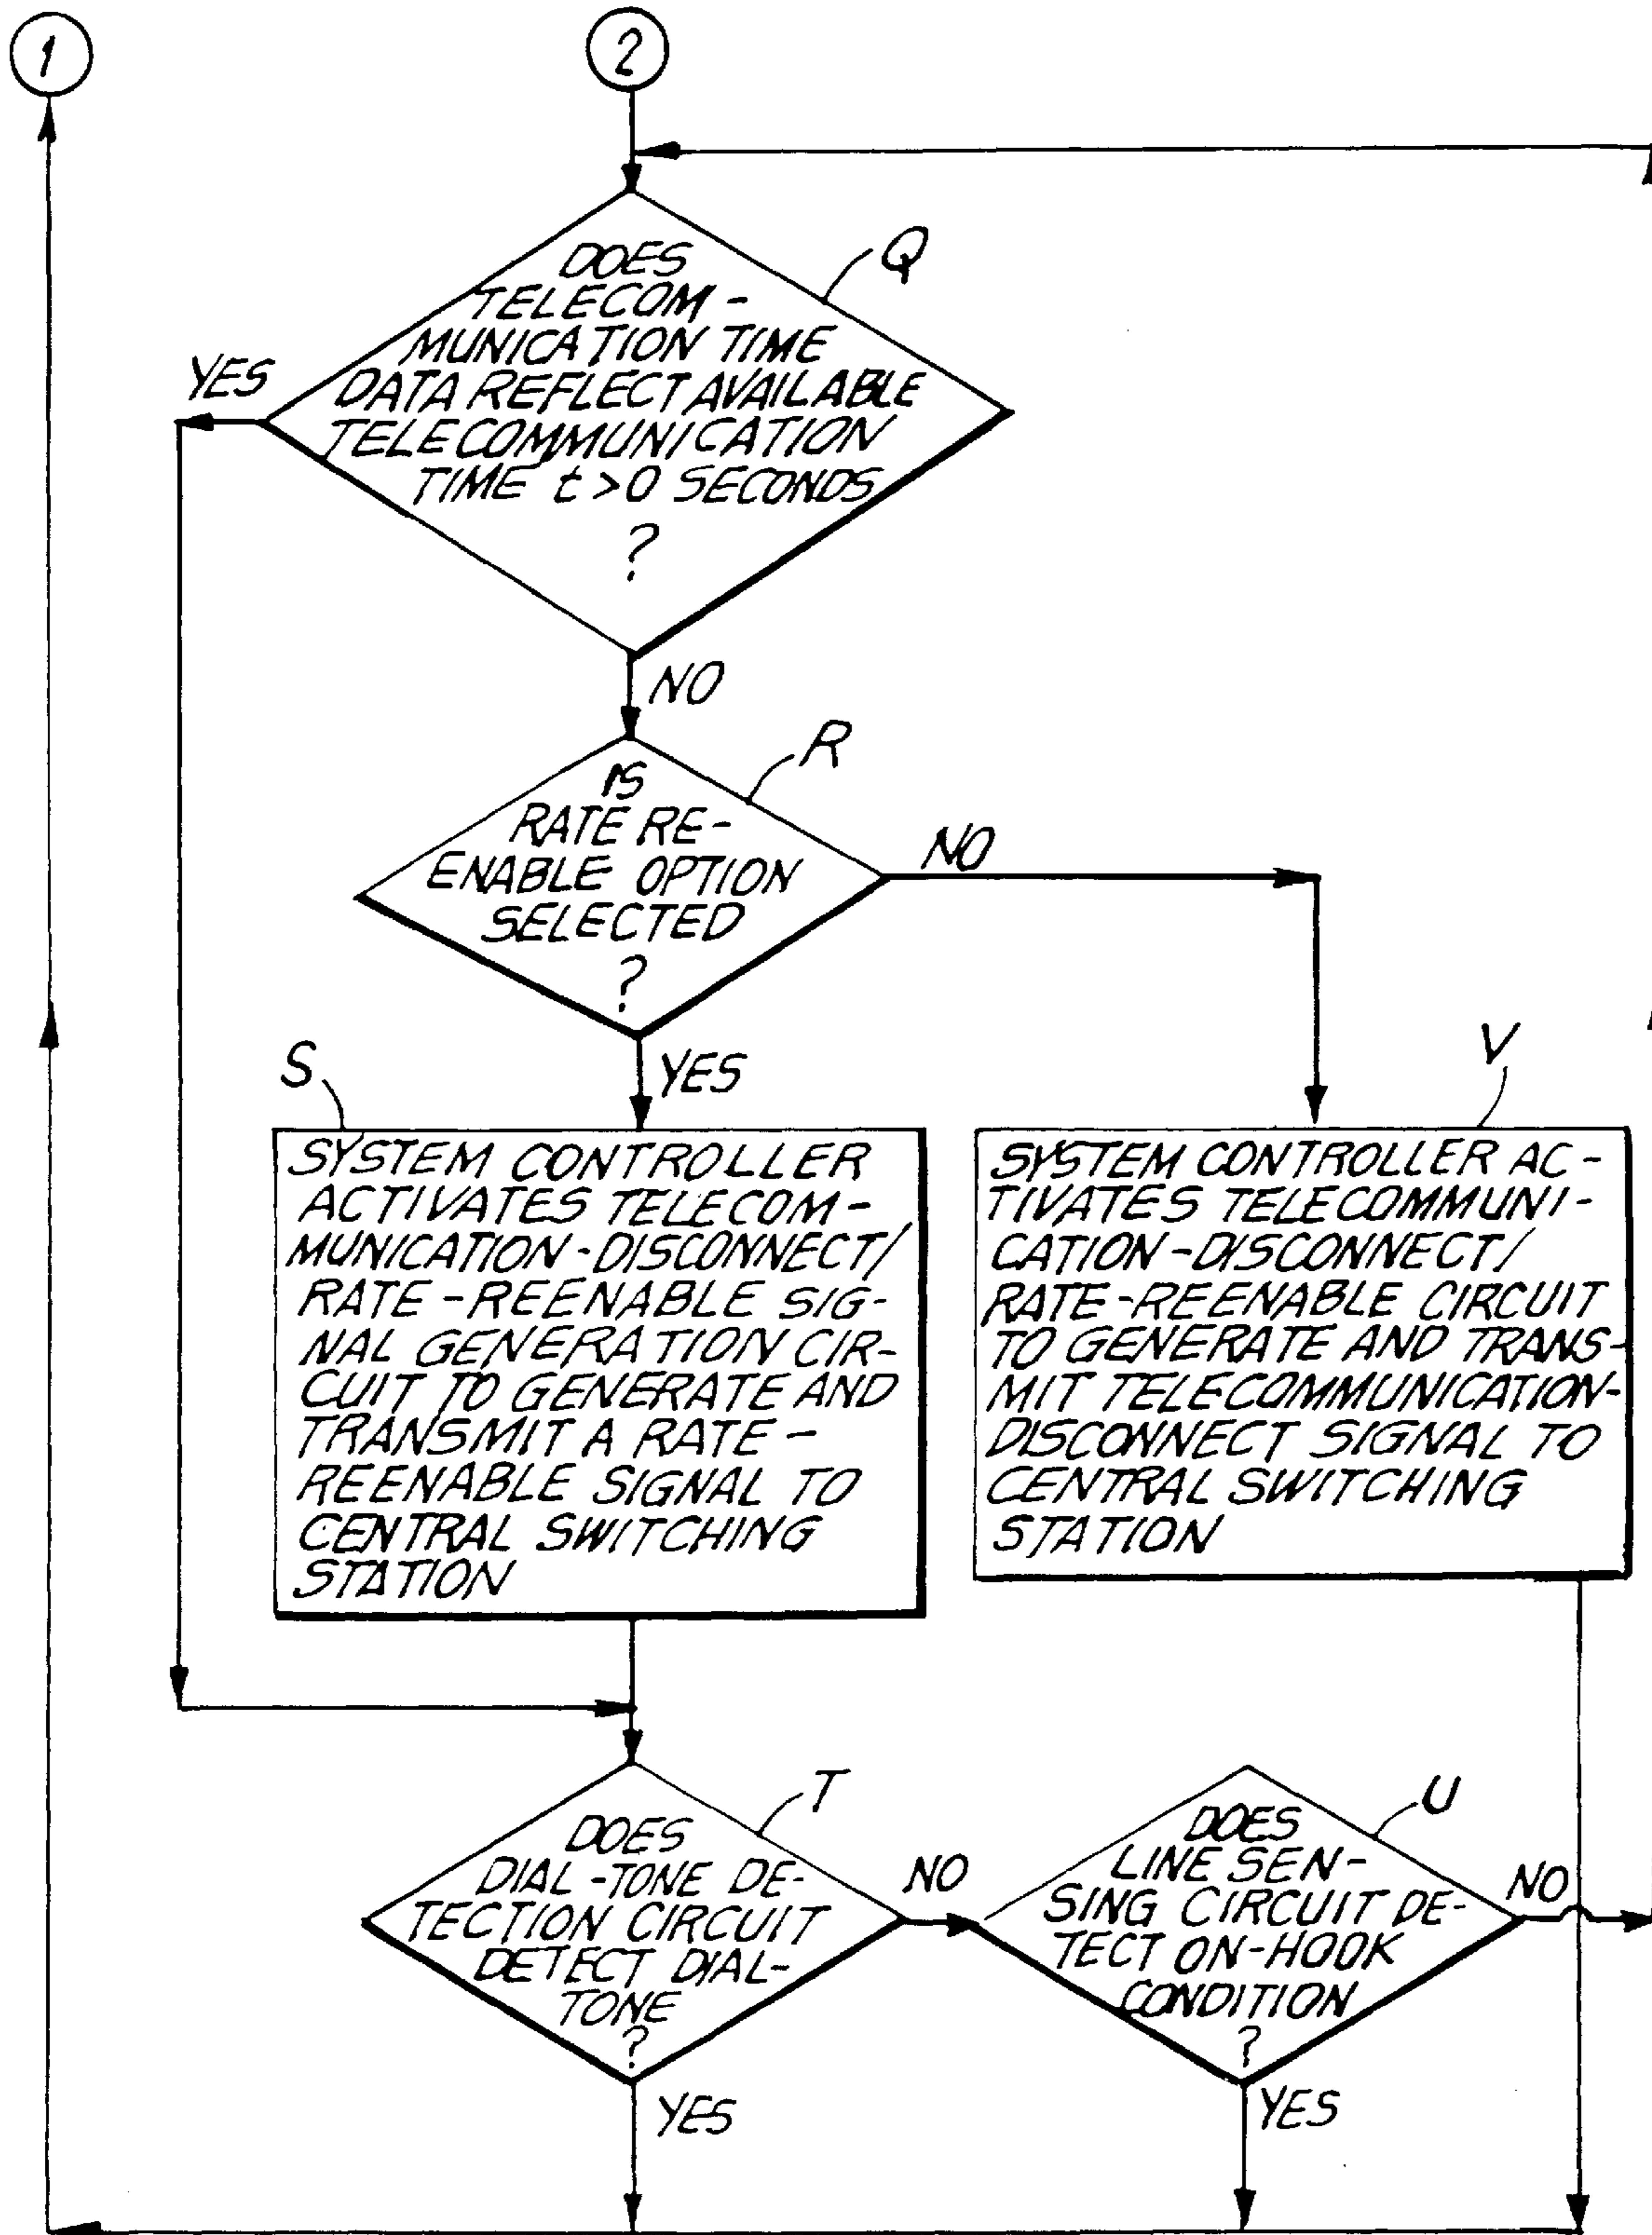 1
2
Q
DOES
TELECOM-
MUNICATION TIME
DATA REFLECT AVAILABLE
TELECOMMUNICATION
TIME t>0 SECONDS
?
YES
NO
R
IS
RATE RE-
ENABLE OPTION
SELECTED
?
NO
YES
S
SYSTEM CONTROLLER
ACTIVATES TELECOM-
MUNICATION-DISCONNECT/
RATE-REENABLE SIG-
NAL GENERATION CIR-
CUIT TO GENERATE AND
TRANSMIT A RATE-
REENABLE SIGNAL TO
CENTRAL SWITCHING
STATION
V
SYSTEM CONTROLLER AC-
TIVATES TELECOMMUNI-
CATION-DISCONNECT/
RATE-REENABLE CIRCUIT
TO GENERATE AND TRANS-
MIT TELECOMMUNICATION-
DISCONNECT SIGNAL TO
CENTRAL SWITCHING
STATION
T
DOES
DIAL-TONE DE-
TECTION CIRCUIT
DETECT DIAL-
TONE
?
NO
YES
U
DOES
LINE SEN-
SING CIRCUIT DE-
TECT ON-HOOK
CONDITION
?
NO
YES